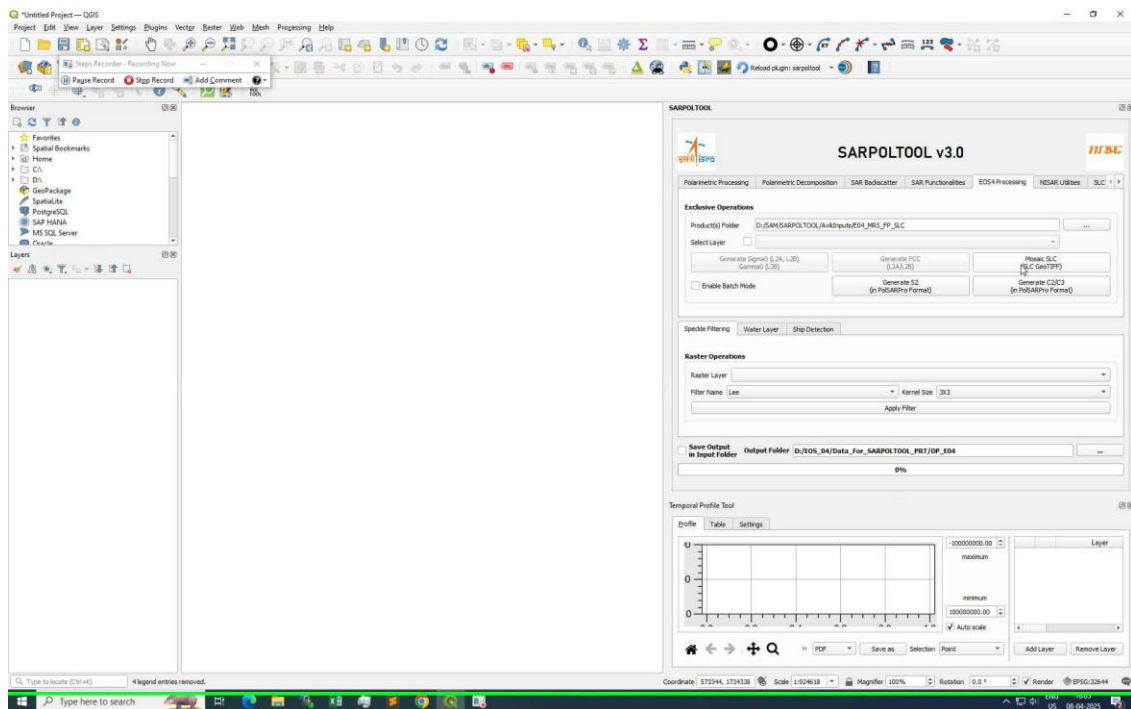 *Untitled Project — QGIS
Project Edit View Layer Settings Plugins Vector Raster Web Mesh Processing Help
Steps Recorder - Recording Now
Pause Record Stop Record Add Comment
Reload plugin: sarpoltool
Browser
Favorites
Spatial Bookmarks
Home
C:\
D:\
GeoPackage
SpatiaLite
PostgreSQL
SAP HANA
MS SQL Server
Oracle
Layers
SARPOLTOOL
इसरो isro
SARPOLTOOL v3.0
nrsc
Polarimetric Processing Polarimetric Decomposition SAR Backscatter SAR Functionalities EOS4 Processing NISAR Utilities SLC
Exclusive Operations
Product(s) Folder D:/SAM/SARPOLTOOL/AvikInputs/E04_MRS_FP_SLC ...
Select Layer
Generate Sigma0 (L2A, L2B)
Gamma0 (L2B)
Generate FCC
(L2A/L2B)
Mosaic SLC
(SLC GeoTIFF)
Enable Batch Mode
Generate S2
(in PolSARPro Format)
Generate C2/C3
(in PolSARPro Format)
Speckle Filtering Water Layer Ship Detection
Raster Operations
Raster Layer
Filter Name Lee Kernel Size 3X3
Apply Filter
Save Output
in Input Folder
Output Folder D:/EOS_04/Data_For_SARPOLTOOL_PRT/OP_E04 ...
0%
Temporal Profile Tool
Profile Table Settings
-100000000.00
maximum
minimum
100000000.00
Auto scale
Layer
PDF Save as Selection Point Add Layer Remove Layer
Type to locate (Ctrl+K) 4 legend entries removed.
Coordinate 573344, 1734338 Scale 1:924618 Magnifier 100% Rotation 0.0 ° Render EPSG:32644
Type here to search
ENG
US
08-04-2025